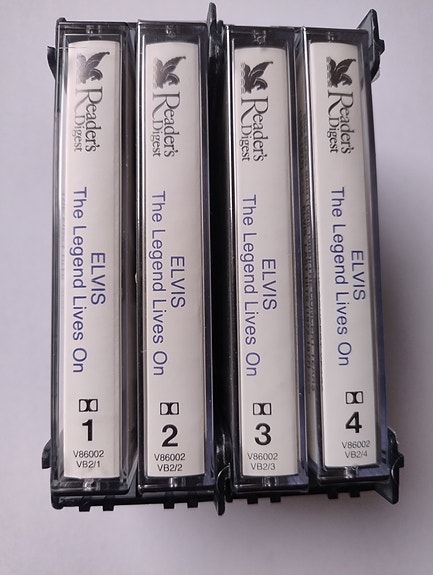 Reader's
Digest
ELVIS
The Legend Lives On
1
V86002
VB2/1
Reader's
Digest
ELVIS
The Legend Lives On
2
V86002
VB2/2
Reader's
Digest
ELVIS
The Legend Lives On
3
V86002
VB2/3
Reader's
Digest
ELVIS
The Legend Lives On
4
V86002
VB2/4